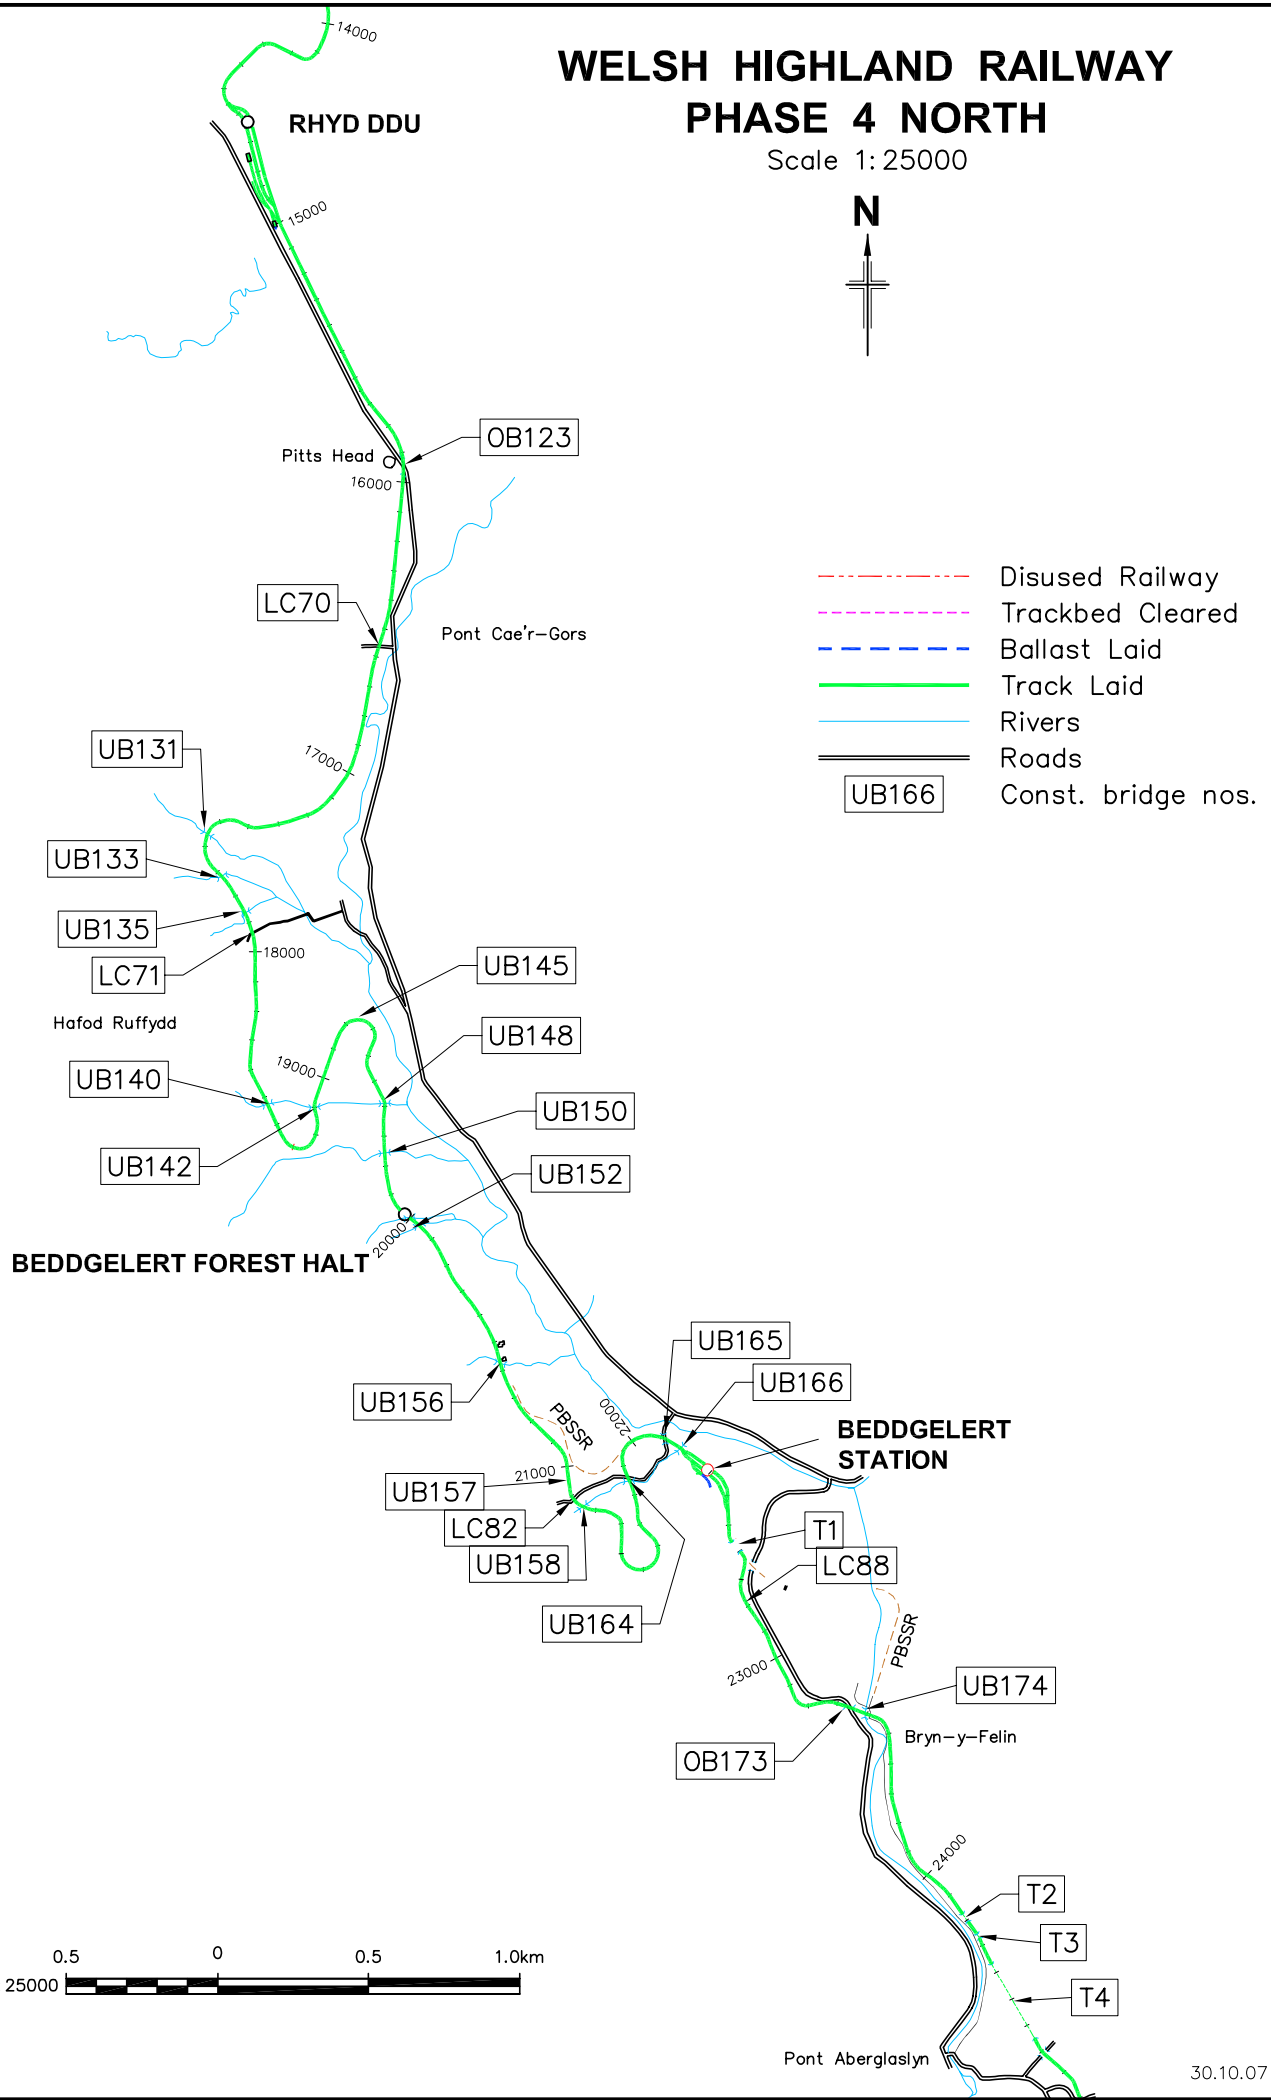 14000
WELSH HIGHLAND RAILWAY
PHASE 4 NORTH
Scale 1:25000
N
RHYD DDU
15000
OB123
Pitts Head
16000
LC70
Pont Cae'r-Gors
Disused Railway
Trackbed Cleared
Ballast Laid
Track Laid
Rivers
Roads
UB166 Const. bridge nos.
UB131
17000
UB133
UB135
LC71
18000
UB145
Hafod Ruffydd
UB148
19000
UB140
UB150
UB142
UB152
20000
BEDDGELERT FOREST HALT
UB165
UB166
UB156
PBSSR
22000
BEDDGELERT
STATION
21000
UB157
LC82
UB158
T1
LC88
UB164
PBSSR
23000
UB174
Bryn-y-Felin
OB173
24000
T2
T3
T4
0.5 0 0.5 1.0km
25000
Pont Aberglaslyn
30.10.07